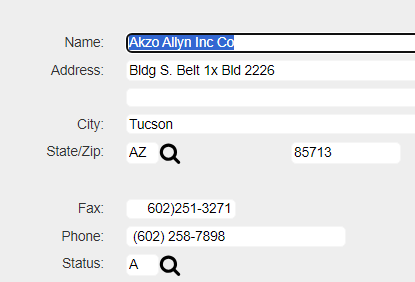 Name: Akzo Allyn Inc Co
Address: Bldg S. Belt 1x Bld 2226
City: Tucson
State/Zip: AZ 85713
Fax: 602)251-3271
Phone: (602) 258-7898
Status: A